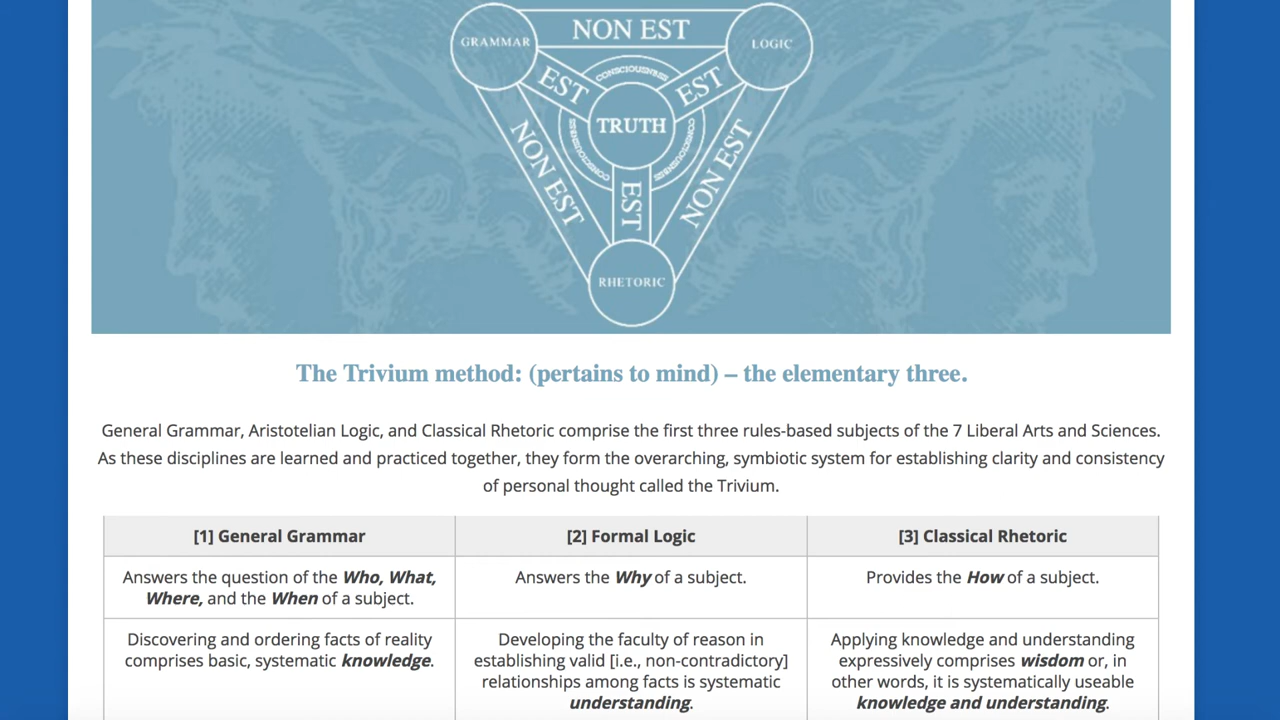 NON EST
GRAMMAR
LOGIC
EST
CONSCIOUSNESS
EST
TRUTH
CONSCIOUSNESS
CONSCIOUSNESS
NON EST
EST
NON EST
RHETORIC
The Trivium method: (pertains to mind) – the elementary three.
General Grammar, Aristotelian Logic, and Classical Rhetoric comprise the first three rules-based subjects of the 7 Liberal Arts and Sciences.
As these disciplines are learned and practiced together, they form the overarching, symbiotic system for establishing clarity and consistency
of personal thought called the Trivium.
[1] General Grammar
[2] Formal Logic
[3] Classical Rhetoric
Answers the question of the Who, What,
Where, and the When of a subject.
Answers the Why of a subject.
Provides the How of a subject.
Discovering and ordering facts of reality
comprises basic, systematic knowledge.
Developing the faculty of reason in
establishing valid [i.e., non-contradictory]
relationships among facts is systematic
understanding.
Applying knowledge and understanding
expressively comprises wisdom or, in
other words, it is systematically useable
knowledge and understanding.